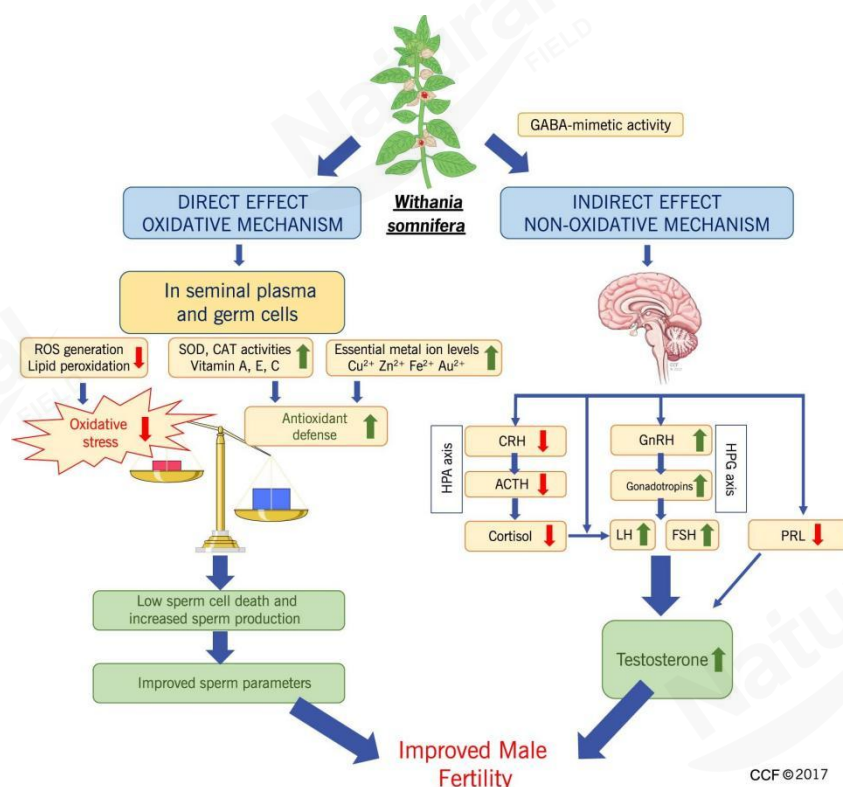 GABA-mimetic activity
Withania
somnifera
DIRECT EFFECT
OXIDATIVE MECHANISM
INDIRECT EFFECT
NON-OXIDATIVE MECHANISM
In seminal plasma
and germ cells
ROS generation
Lipid peroxidation
SOD, CAT activities
Vitamin A, E, C
Essential metal ion levels
Cu²⁺ Zn²⁺ Fe²⁺ Au²⁺
Oxidative
stress
Antioxidant
defense
HPA axis
CRH
ACTH
Cortisol
GnRH
Gonadotropins
HPG axis
LH
FSH
PRL
Low sperm cell death and
increased sperm production
Improved sperm parameters
Testosterone
Improved Male
Fertility
CCF ©2017
Natural
FIELD